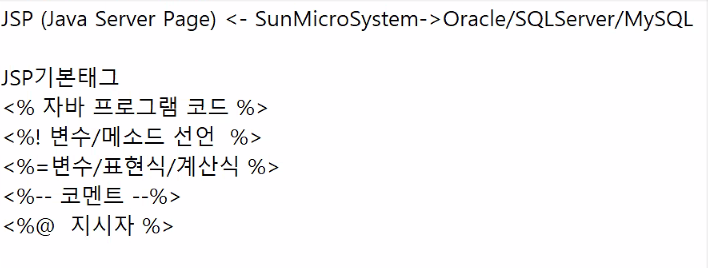 JSP (Java Server Page) <- SunMicroSystem->Oracle/SQLServer/MySQL
JSP기본태그
<% 자바 프로그램 코드 %>
<%! 변수/메소드 선언  %>
<%=변수/표현식/계산식 %>
<%-- 코멘트 --%>
<%@  지시자 %>